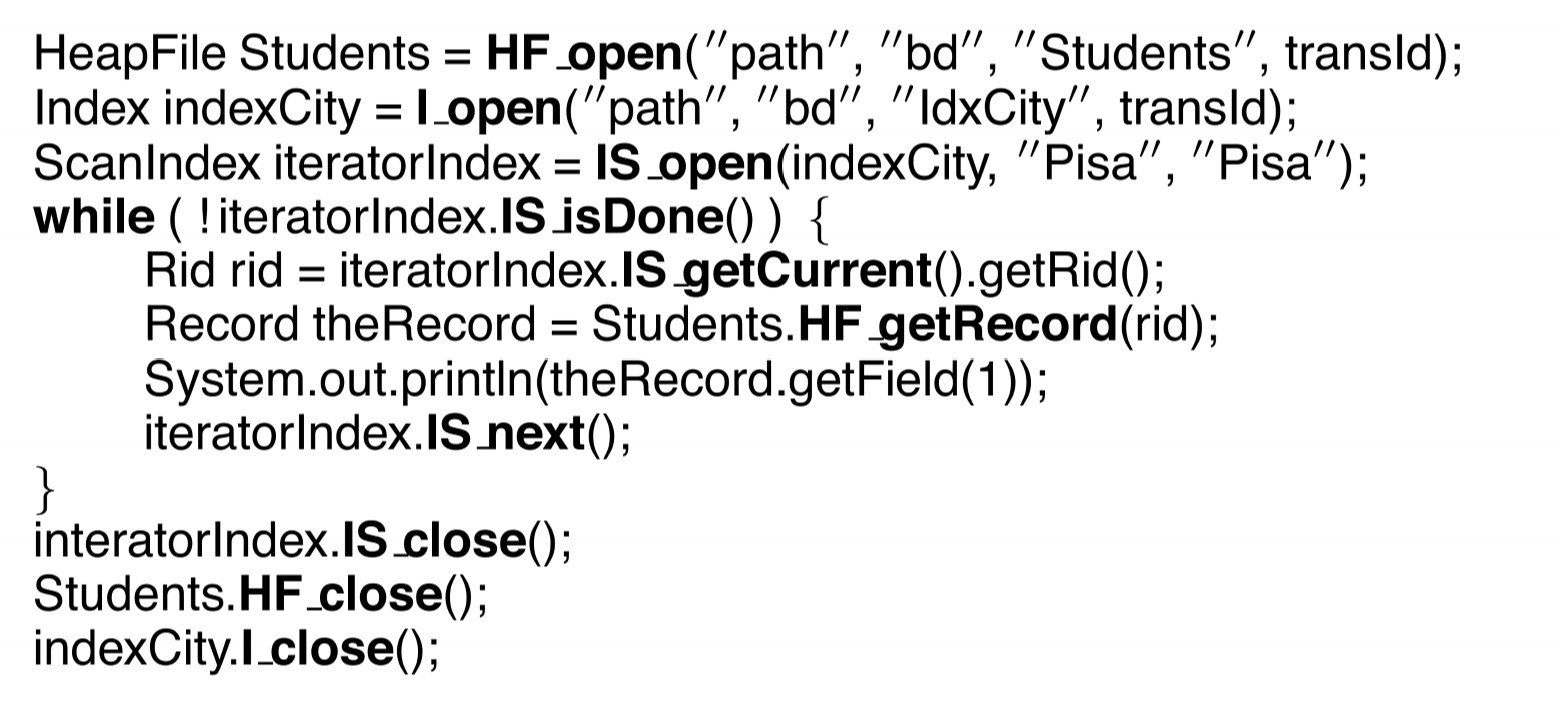 HeapFile Students = HF_open("path", "bd", "Students", transId);
Index indexCity = I_open("path", "bd", "IdxCity", transId);
ScanIndex iteratorIndex = IS_open(indexCity, "Pisa", "Pisa");
while ( !iteratorIndex.IS_isDone() ) {
Rid rid = iteratorIndex.IS_getCurrent().getRid();
Record theRecord = Students.HF_getRecord(rid);
System.out.println(theRecord.getField(1));
iteratorIndex.IS_next();
}
interatorIndex.IS_close();
Students.HF_close();
indexCity.I_close();